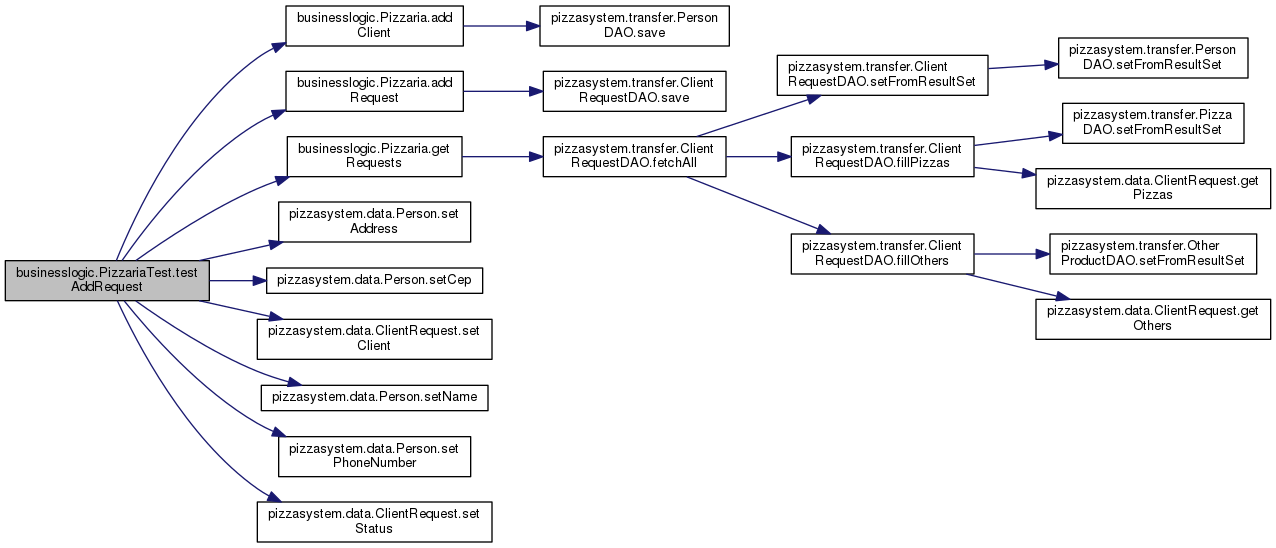 businesslogic.Pizzaria.add
Client
pizzasystem.transfer.Person
DAO.save
businesslogic.Pizzaria.add
Request
pizzasystem.transfer.Client
RequestDAO.save
businesslogic.Pizzaria.get
Requests
pizzasystem.transfer.Client
RequestDAO.fetchAll
pizzasystem.transfer.Client
RequestDAO.setFromResultSet
pizzasystem.transfer.Person
DAO.setFromResultSet
pizzasystem.transfer.Client
RequestDAO.fillPizzas
pizzasystem.transfer.Pizza
DAO.setFromResultSet
pizzasystem.data.ClientRequest.get
Pizzas
pizzasystem.transfer.Client
RequestDAO.fillOthers
pizzasystem.transfer.Other
ProductDAO.setFromResultSet
pizzasystem.data.ClientRequest.get
Others
businesslogic.PizzariaTest.test
AddRequest
pizzasystem.data.Person.set
Address
pizzasystem.data.Person.setCep
pizzasystem.data.ClientRequest.set
Client
pizzasystem.data.Person.setName
pizzasystem.data.Person.set
PhoneNumber
pizzasystem.data.ClientRequest.set
Status